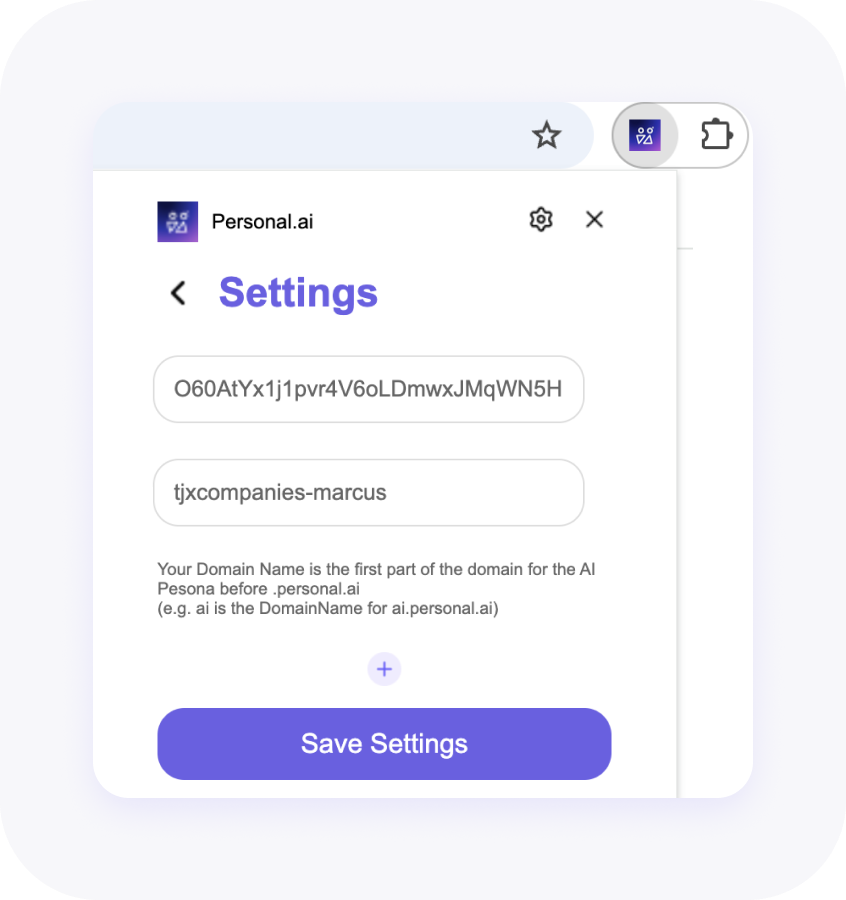 Personal.ai
Settings
O60AtYx1j1pvr4V6oLDmwxJMqWN5H
tjxcompanies-marcus
Your Domain Name is the first part of the domain for the AI
Pesona before .personal.ai
(e.g. ai is the DomainName for ai.personal.ai)
+
Save Settings